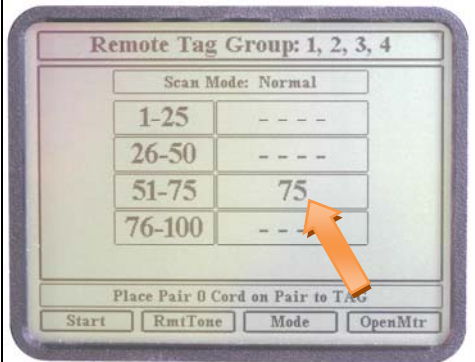 Remote Tag Group: 1, 2, 3, 4
Scan Mode: Normal
1-25 - - - -
26-50 - - - -
51-75 75
76-100 - - -
Place Pair 0 Cord on Pair to TAG
Start RmtTone Mode OpenMtr